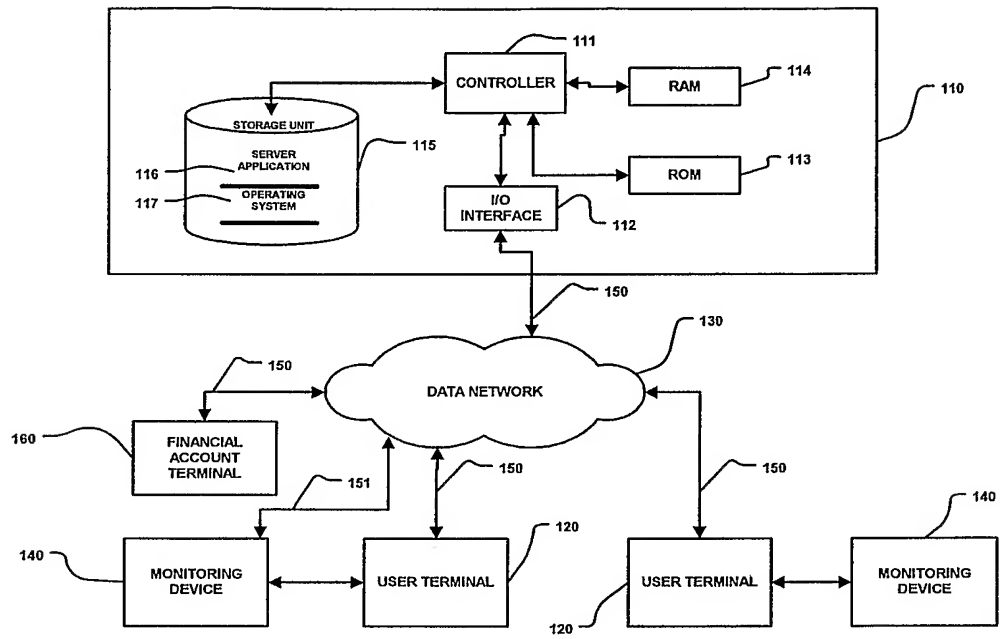 111
CONTROLLER
RAM
114
110
STORAGE UNIT
SERVER
APPLICATION
116
115
OPERATING
SYSTEM
117
ROM
113
I/O
INTERFACE
112
150
130
DATA NETWORK
150
160
FINANCIAL
ACCOUNT
TERMINAL
151
150
150
140
MONITORING
DEVICE
USER TERMINAL
120
USER TERMINAL
120
MONITORING
DEVICE
140